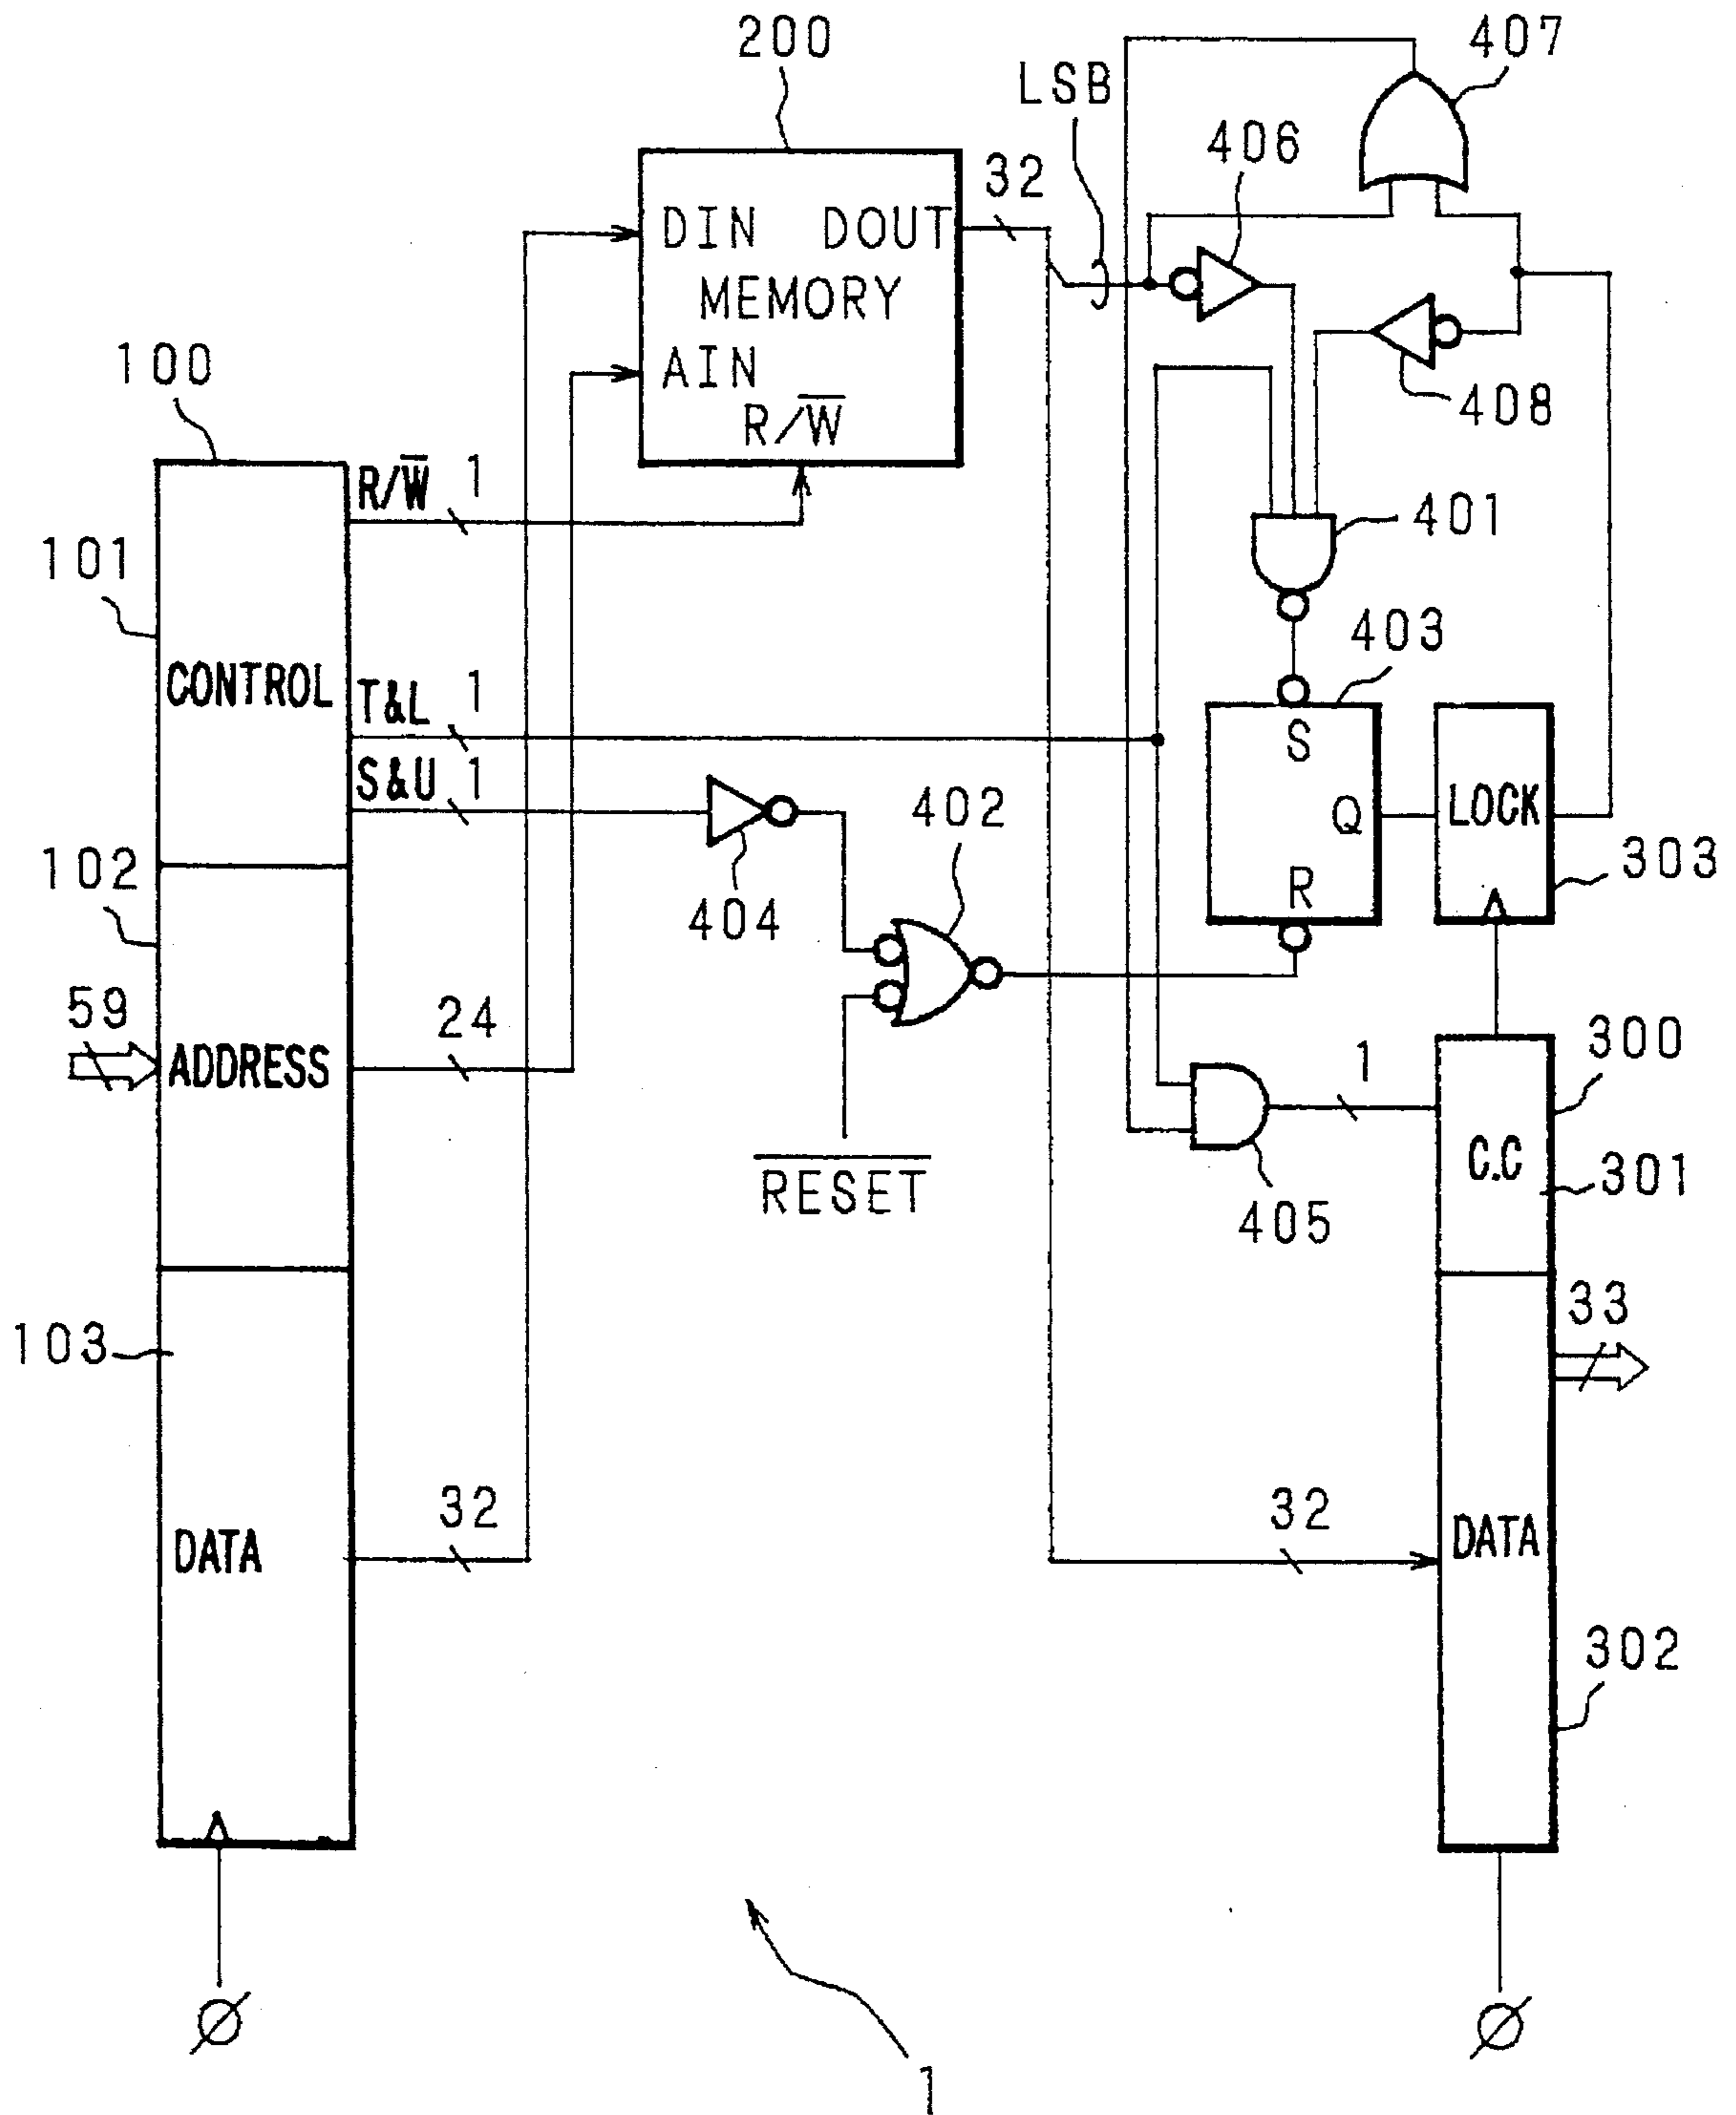 200
407
LSB
406
32
DIN DOUT
MEMORY
AIN
R/W̅
408
100
R/W̅ 1
401
101
CONTROL
403
T&L 1
S&U 1
S
Q
LOCK
402
102
404
R
303
59
ADDRESS
24
300
1
C.C
301
R̅E̅S̅E̅T̅
405
33
103
DATA
32
32
DATA
302
Ø
Ø
1